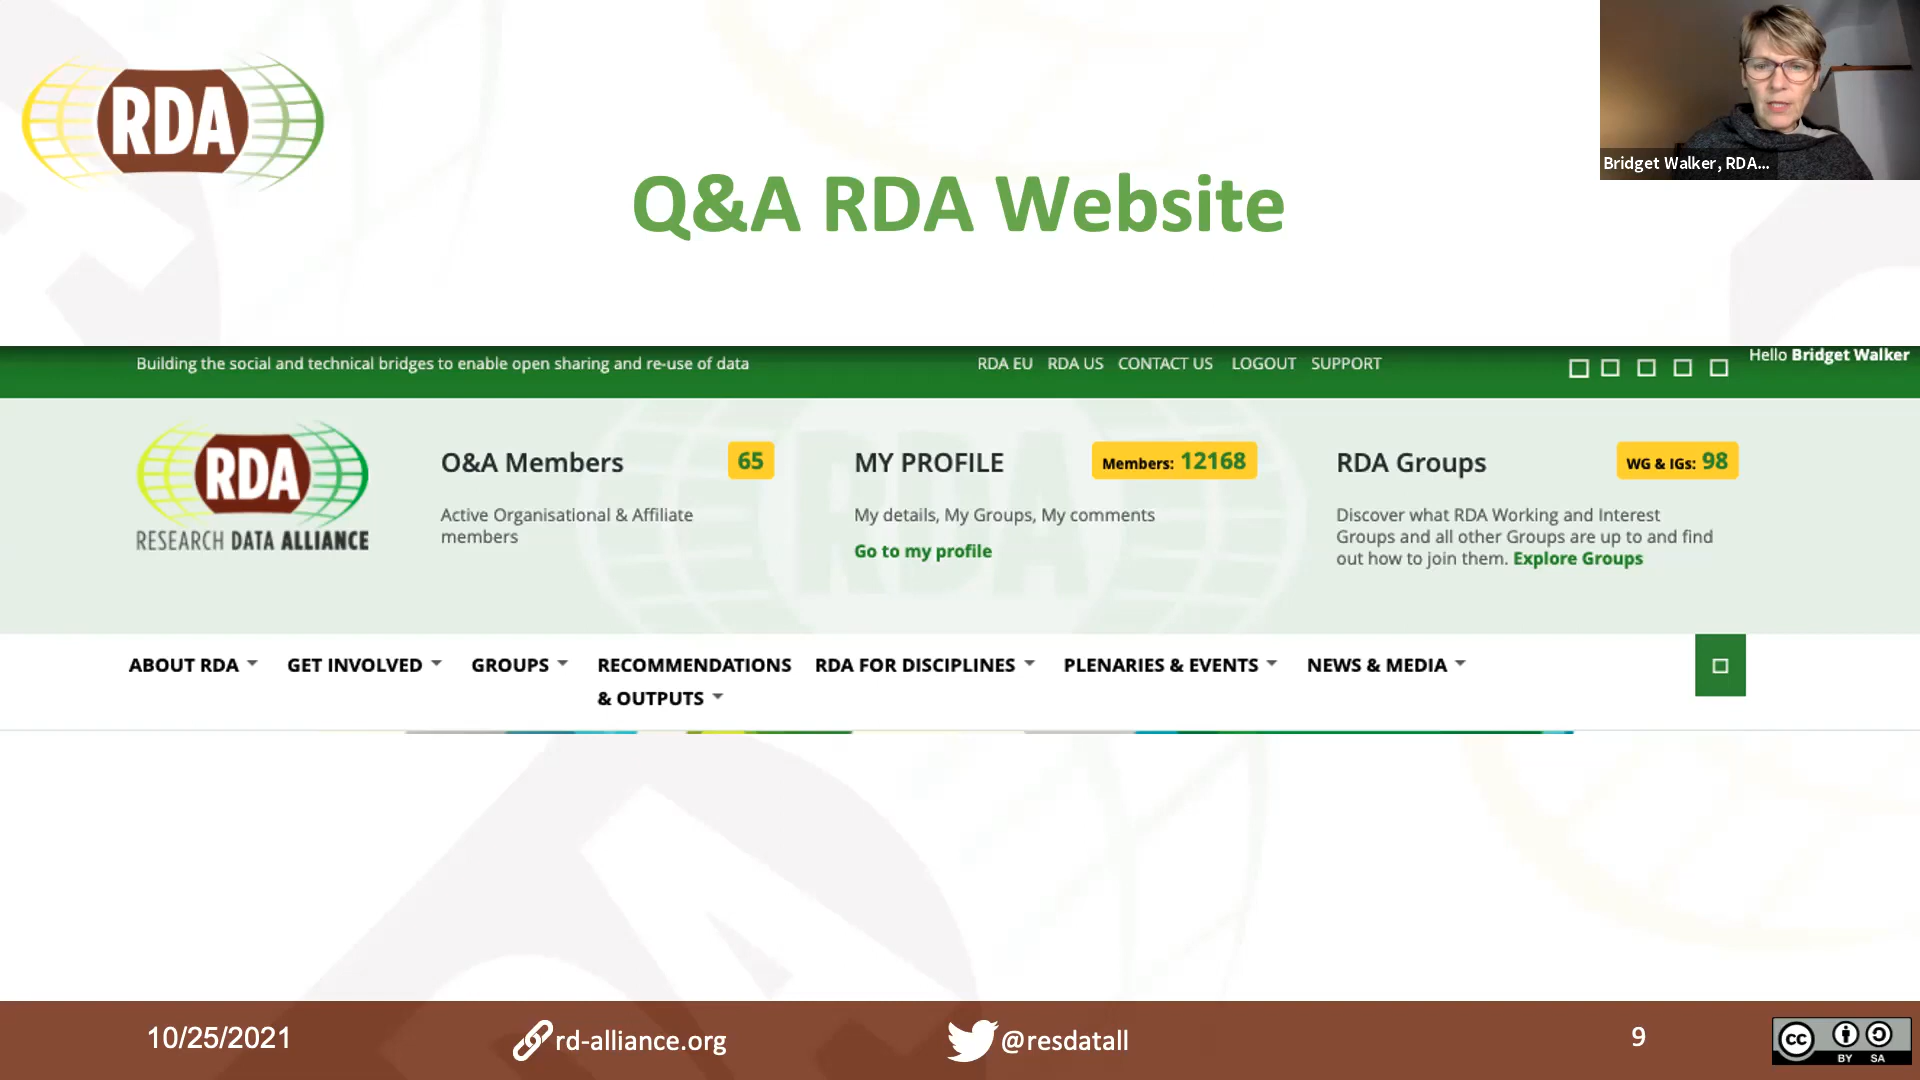 RDA
Bridget Walker, RDA...
Q&A RDA Website
Building the social and technical bridges to enable open sharing and re-use of data
RDA EU RDA US CONTACT US LOGOUT SUPPORT
Hello Bridget Walker
RDA
RESEARCH DATA ALLIANCE
O&A Members 65
Active Organisational & Affiliate
members
MY PROFILE Members: 12168
My details, My Groups, My comments
Go to my profile
RDA Groups WG & IGs: 98
Discover what RDA Working and Interest
Groups and all other Groups are up to and find
out how to join them. Explore Groups
ABOUT RDA GET INVOLVED GROUPS RECOMMENDATIONS RDA FOR DISCIPLINES PLENARIES & EVENTS NEWS & MEDIA
& OUTPUTS
10/25/2021 rd-alliance.org @resdatall 9
cc BY SA